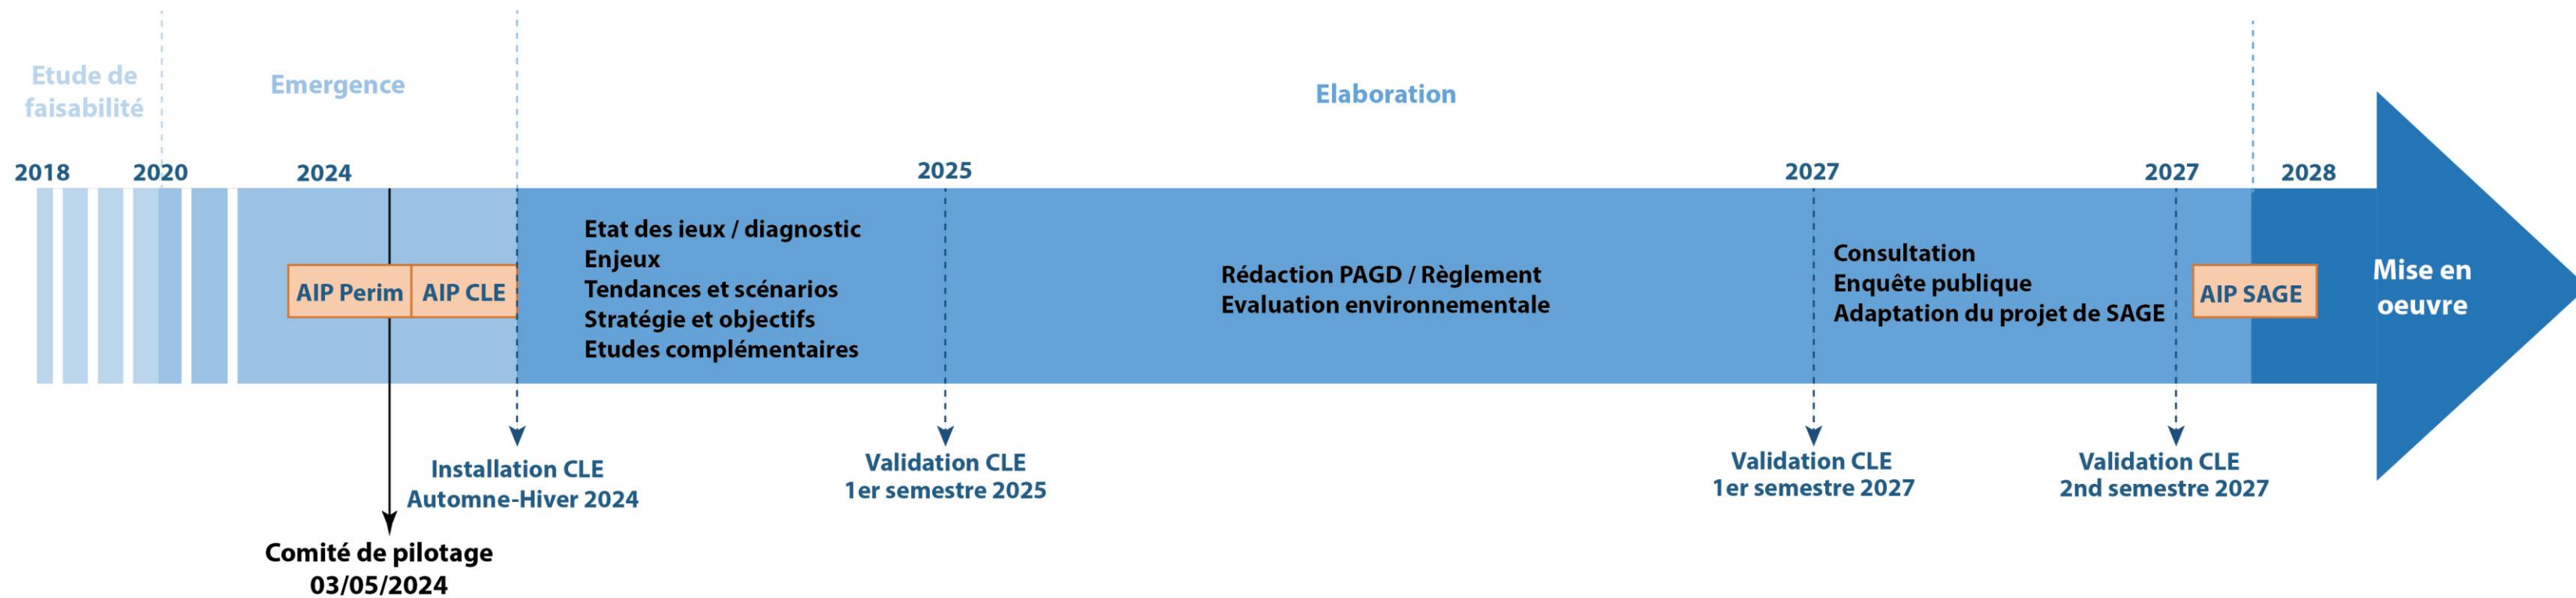 Etude de
faisabilité
Emergence
Elaboration
2018
2020
2024
2025
2027
2027
2028
AIP Perim
AIP CLE
Etat des ieux / diagnostic
Enjeux
Tendances et scénarios
Stratégie et objectifs
Etudes complémentaires
Rédaction PAGD / Règlement
Evaluation environnementale
Consultation
Enquête publique
Adaptation du projet de SAGE
AIP SAGE
Mise en
oeuvre
Installation CLE
Automne-Hiver 2024
Validation CLE
1er semestre 2025
Validation CLE
1er semestre 2027
Validation CLE
2nd semestre 2027
Comité de pilotage
03/05/2024